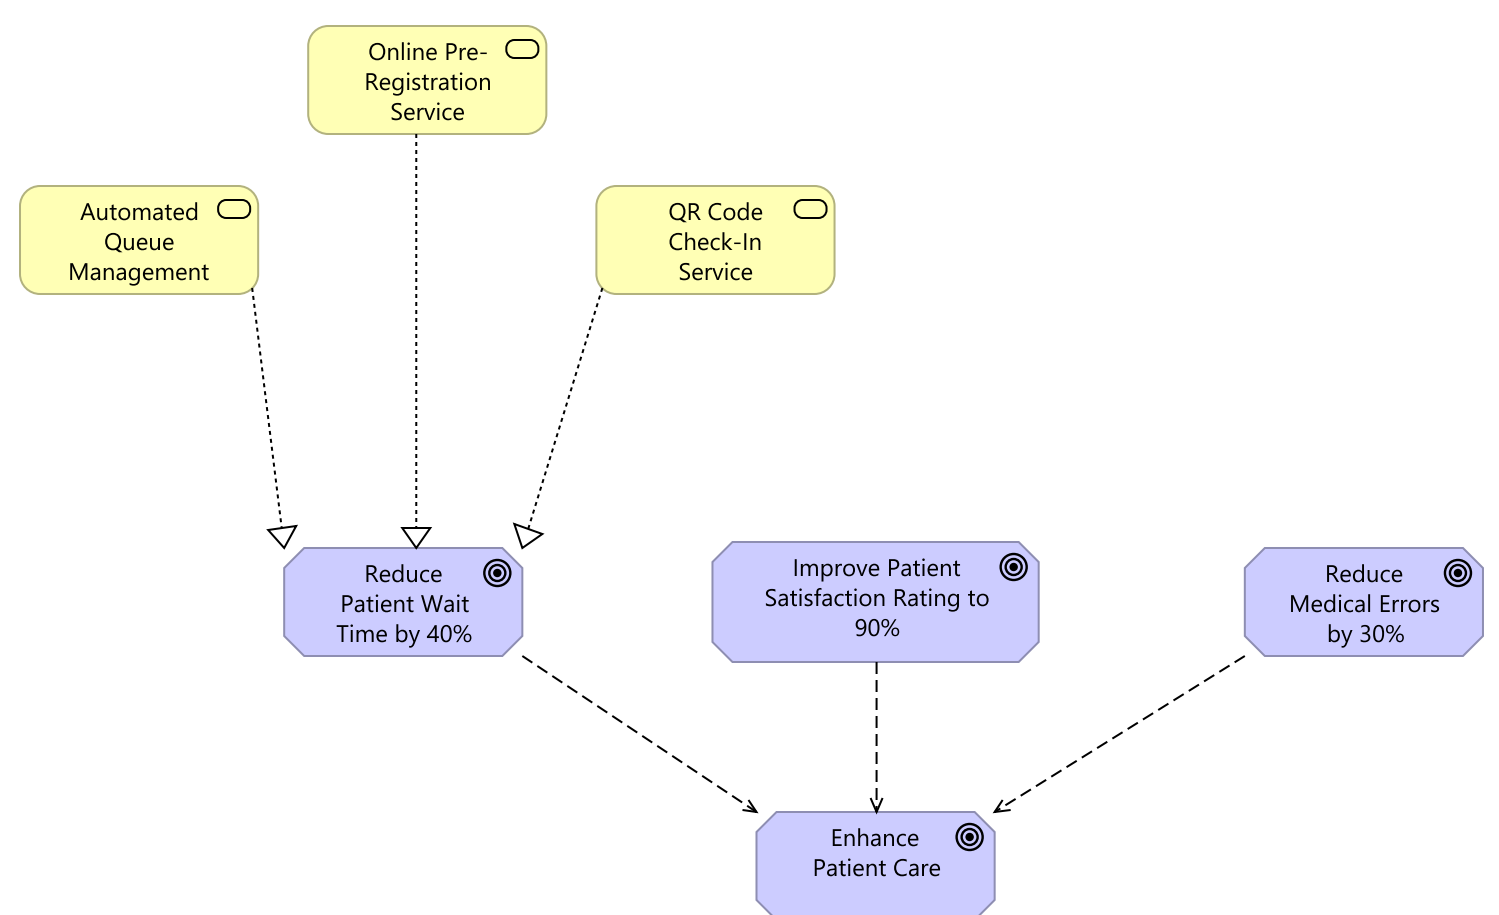 Online Pre-
Registration
Service
Automated
Queue
Management
QR Code
Check-In
Service
Reduce
Patient Wait
Time by 40%
Improve Patient
Satisfaction Rating to
90%
Reduce
Medical Errors
by 30%
Enhance
Patient Care